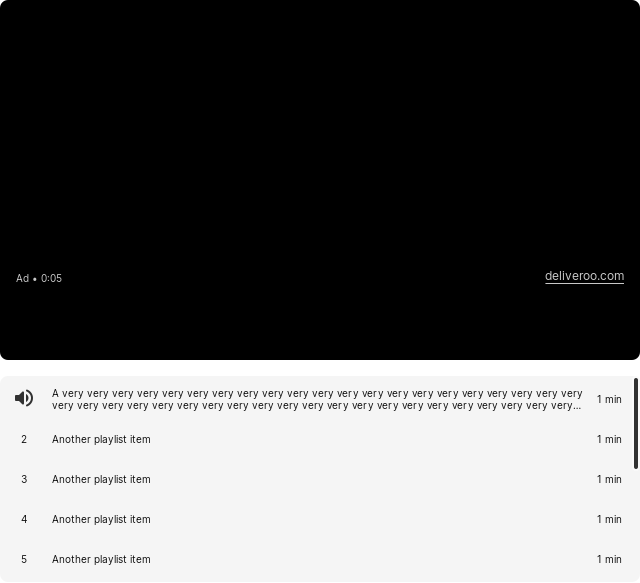 Ad • 0:05
deliveroo.com
A very very very very very very very very very very very very very very very very very very very very very
very very very very very very very very very very very very very very very very very very very very very...
1 min
2 Another playlist item 1 min
3 Another playlist item 1 min
4 Another playlist item 1 min
5 Another playlist item 1 min